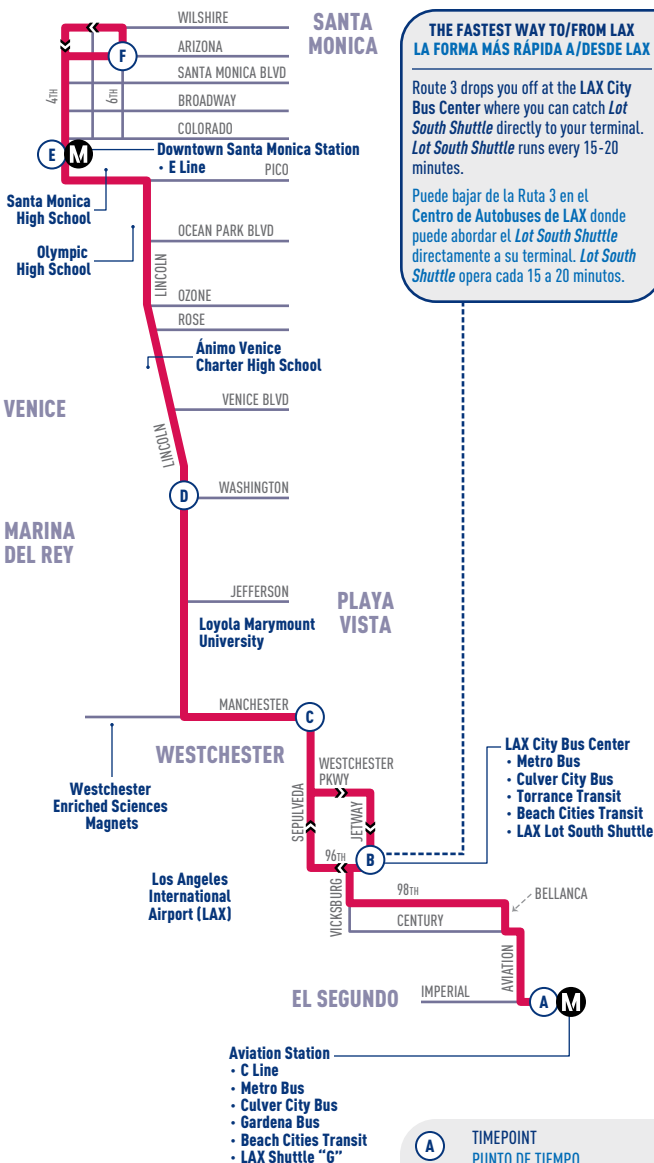 WILSHIRE
SANTA
MONICA
ARIZONA
F
SANTA MONICA BLVD
4TH
6TH
BROADWAY
COLORADO
E
M
Downtown Santa Monica Station
• E Line
PICO
Santa Monica
High School
OCEAN PARK BLVD
Olympic
High School
LINCOLN
OZONE
ROSE
Ánimo Venice
Charter High School
VENICE
VENICE BLVD
LINCOLN
D
WASHINGTON
MARINA
DEL REY
JEFFERSON
PLAYA
VISTA
Loyola Marymount
University
MANCHESTER
C
WESTCHESTER
Westchester
Enriched Sciences
Magnets
WESTCHESTER
PKWY
SEPULVEDA
JETWAY
96TH
B
LAX City Bus Center
• Metro Bus
• Culver City Bus
• Torrance Transit
• Beach Cities Transit
• LAX Lot South Shuttle
Los Angeles
International
Airport (LAX)
VICKSBURG
98TH
BELLANCA
CENTURY
AVIATION
EL SEGUNDO
IMPERIAL
A
M
Aviation Station
• C Line
• Metro Bus
• Culver City Bus
• Gardena Bus
• Beach Cities Transit
• LAX Shuttle “G”
THE FASTEST WAY TO/FROM LAX
LA FORMA MÁS RÁPIDA A/DESDE LAX
Route 3 drops you off at the LAX City
Bus Center where you can catch Lot
South Shuttle directly to your terminal.
Lot South Shuttle runs every 15-20
minutes.
Puede bajar de la Ruta 3 en el
Centro de Autobuses de LAX donde
puede abordar el Lot South Shuttle
directamente a su terminal. Lot South
Shuttle opera cada 15 a 20 minutos.
A
TIMEPOINT
PUNTO DE TIEMPO